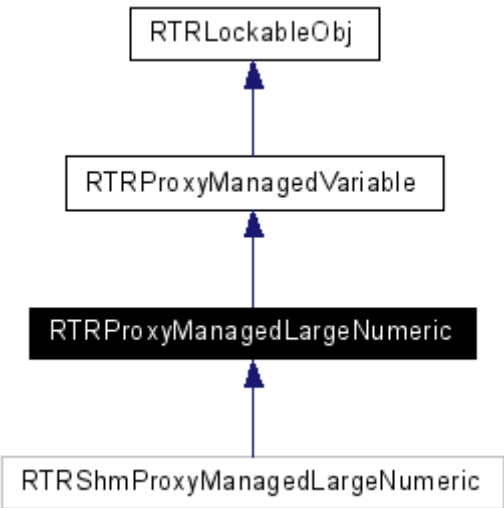 RTRLockableObj
RTRProxyManagedVariable
RTRProxyManagedLargeNumeric
RTRShmProxyManagedLargeNumeric